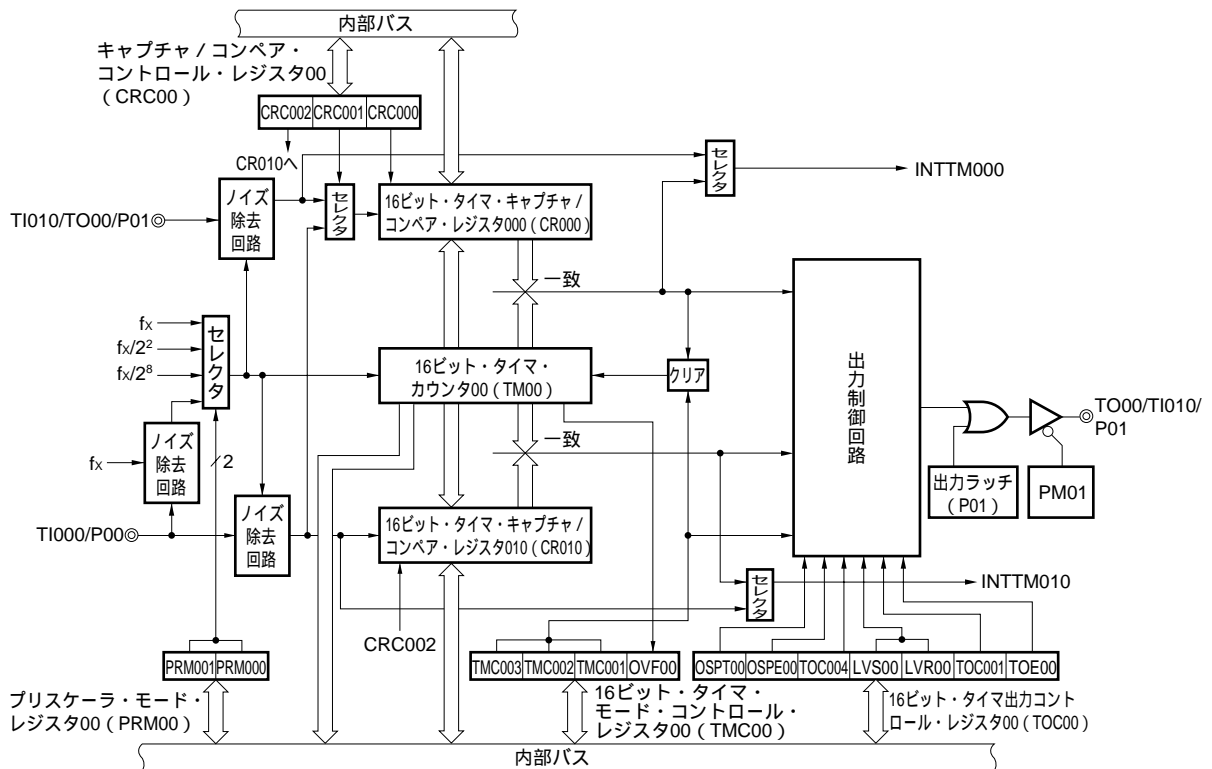 内部バス
キャプチャ / コンペア・
コントロール・レジスタ00
( CRC00 )
CRC002 CRC001 CRC000
CR010へ
セレクタ
INTTM000
ノイズ
除去
回路
TI010/TO00/P01
セレクタ
16ビット・タイマ・キャプチャ /
コンペア・レジスタ000 ( CR000 )
一致
fX
fX/2²
fX/2⁸
セレクタ
16ビット・タイマ・
カウンタ00 ( TM00 )
クリア
出力制御回路
TO00/TI010/
P01
fX
ノイズ
除去
回路
2
一致
出力ラッチ
( P01 )
PM01
TI000/P00
ノイズ
除去
回路
16ビット・タイマ・キャプチャ /
コンペア・レジスタ010 ( CR010 )
セレクタ
INTTM010
CRC002
PRM001 PRM000
TMC003 TMC002 TMC001 OVF00
OSPT00 OSPE00 TOC004 LVS00 LVR00 TOC001 TOE00
プリスケーラ・モード・
レジスタ00 ( PRM00 )
16ビット・タイマ・
モード・コントロール・
レジスタ00 ( TMC00 )
16ビット・タイマ出力コント
ロール・レジスタ00 ( TOC00 )
内部バス